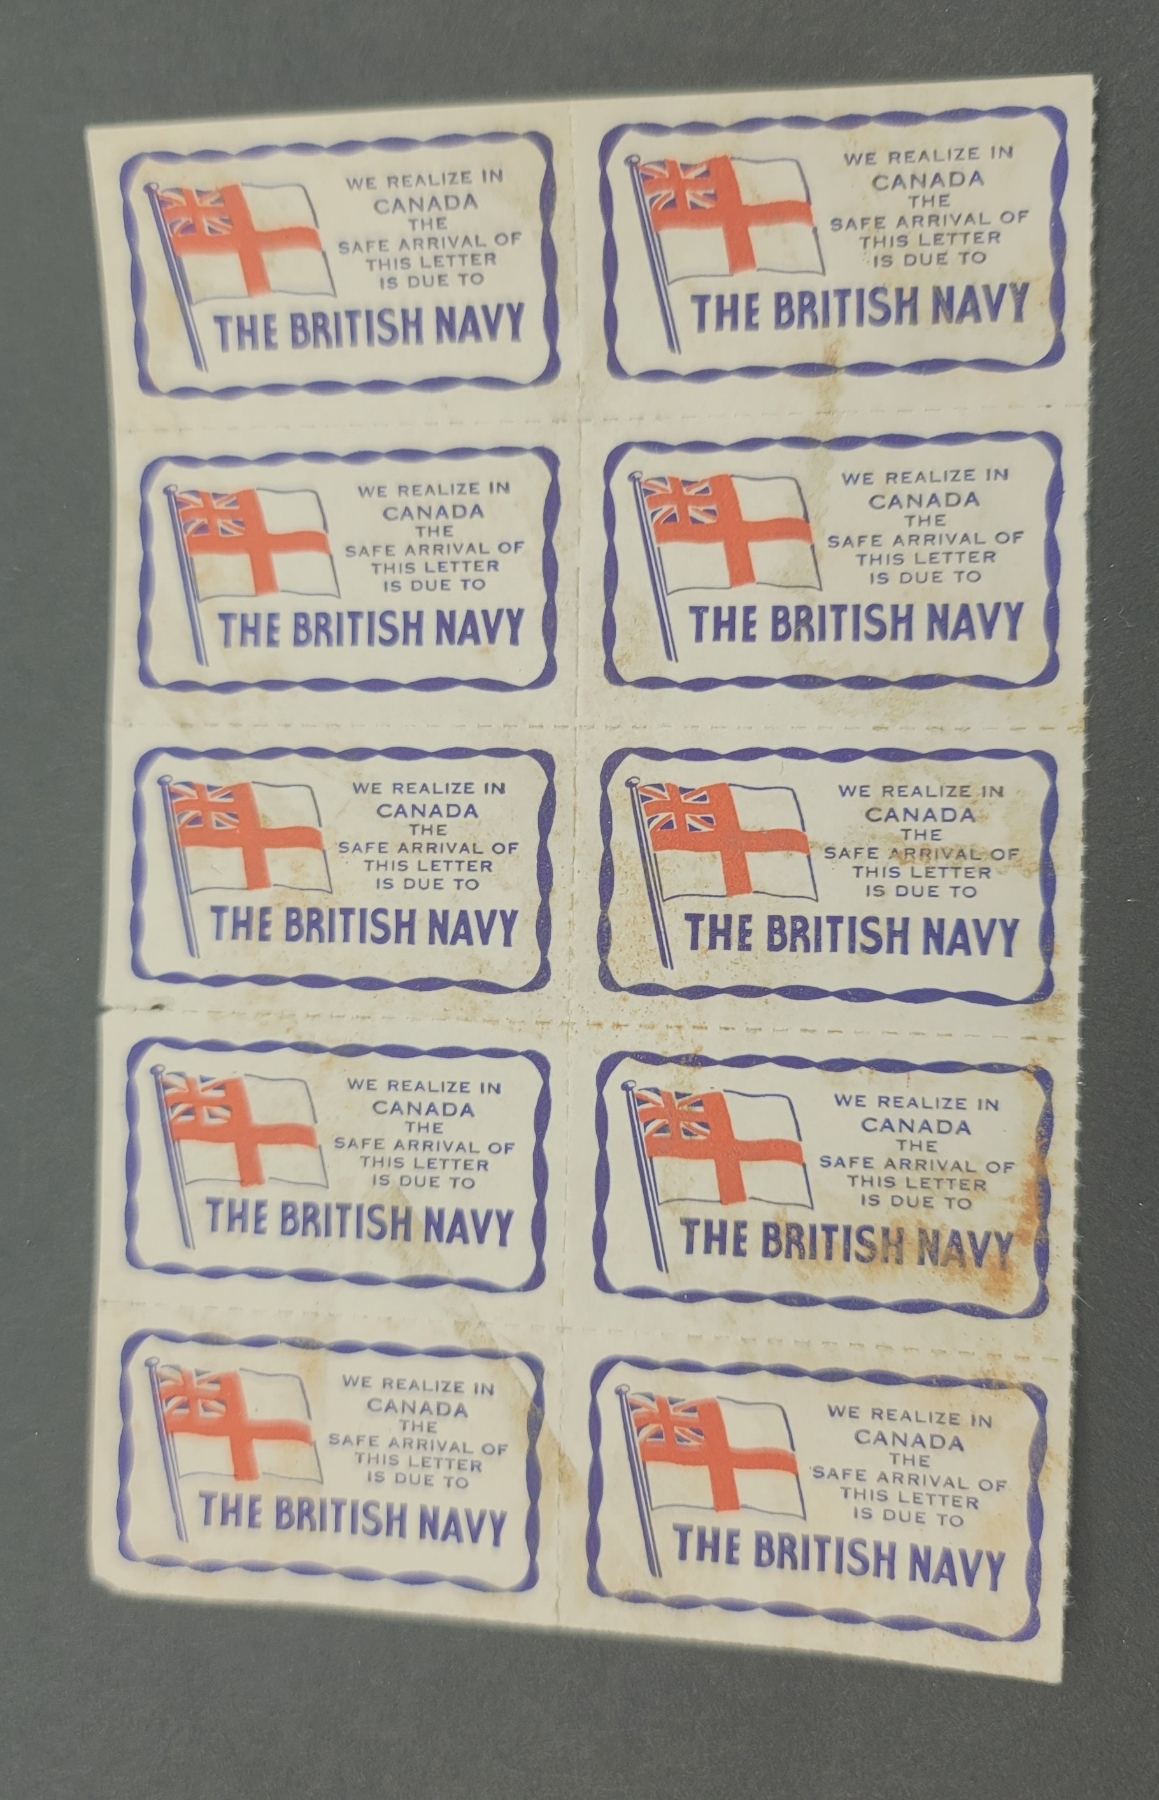 WE REALIZE IN
CANADA
THE
SAFE ARRIVAL OF
THIS LETTER
IS DUE TO
THE BRITISH NAVY
WE REALIZE IN
CANADA
THE
SAFE ARRIVAL OF
THIS LETTER
IS DUE TO
THE BRITISH NAVY
WE REALIZE IN
CANADA
THE
SAFE ARRIVAL OF
THIS LETTER
IS DUE TO
THE BRITISH NAVY
WE REALIZE IN
CANADA
THE
SAFE ARRIVAL OF
THIS LETTER
IS DUE TO
THE BRITISH NAVY
WE REALIZE IN
CANADA
THE
SAFE ARRIVAL OF
THIS LETTER
IS DUE TO
THE BRITISH NAVY
WE REALIZE IN
CANADA
THE
SAFE ARRIVAL OF
THIS LETTER
IS DUE TO
THE BRITISH NAVY
WE REALIZE IN
CANADA
THE
SAFE ARRIVAL OF
THIS LETTER
IS DUE TO
THE BRITISH NAVY
WE REALIZE IN
CANADA
THE
SAFE ARRIVAL OF
THIS LETTER
IS DUE TO
THE BRITISH NAVY
WE REALIZE IN
CANADA
THE
SAFE ARRIVAL OF
THIS LETTER
IS DUE TO
THE BRITISH NAVY
WE REALIZE IN
CANADA
THE
SAFE ARRIVAL OF
THIS LETTER
IS DUE TO
THE BRITISH NAVY